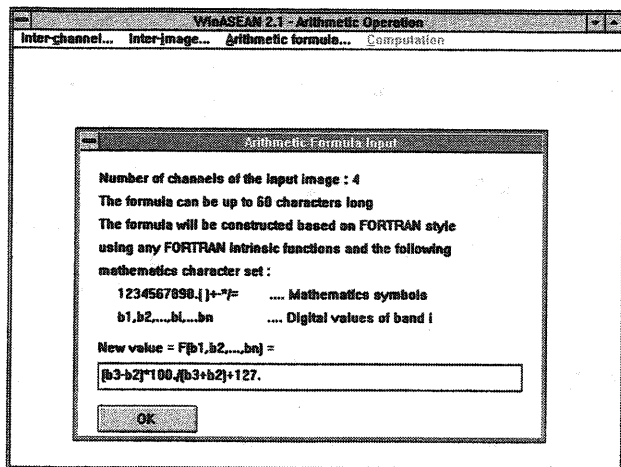 WinASEAN 2.1 - Arithmetic Operation
Inter-channel... Inter-image... Arithmetic formula... Computation
Arithmetic Formula Input
Number of channels of the input image : 4
The formula can be up to 60 characters long
The formula will be constructed based on FORTRAN style
using any FORTRAN intrinsic functions and the following
mathematics character set :
1234567890.( )+-*/= .... Mathematics symbols
b1,b2,...,bi,...bn .... Digital values of band i
New value = F(b1,b2,...,bn) =
(b3-b2)*100./(b3+b2)+127.
OK